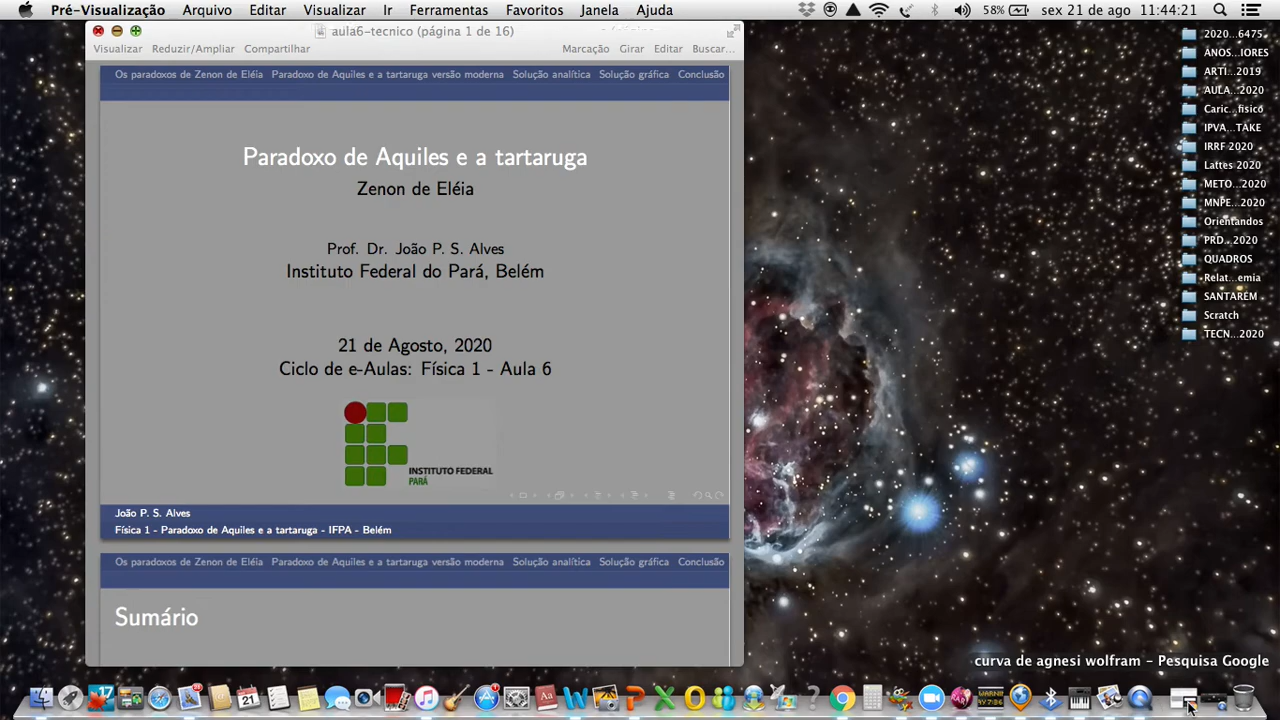 Pré-Visualização Arquivo Editar Visualizar Ir Ferramentas Favoritos Janela Ajuda 58% sex 21 de ago 11:44:21
aula6-tecnico (página 1 de 16)
Visualizar Reduzir/Ampliar Compartilhar Marcação Girar Editar Buscar...
Os paradoxos de Zenon de Eléia Paradoxo de Aquiles e a tartaruga versão moderna Solução analítica Solução gráfica Conclusão
Paradoxo de Aquiles e a tartaruga
Zenon de Eléia
Prof. Dr. João P. S. Alves
Instituto Federal do Pará, Belém
21 de Agosto, 2020
Ciclo de e-Aulas: Física 1 - Aula 6
INSTITUTO FEDERAL
PARÁ
João P. S. Alves
Física 1 - Paradoxo de Aquiles e a tartaruga - IFPA - Belém
Os paradoxos de Zenon de Eléia Paradoxo de Aquiles e a tartaruga versão moderna Solução analítica Solução gráfica Conclusão
Sumário
2020...6475
ANOS...IORES
ARTI...2019
AULA...2020
Caric...fisico
IPVA...TAKE
IRRF 2020
Lattes 2020
METO...2020
MNPE...2020
Orientandos
PRD...2020
QUADROS
Relat...emia
SANTARÉM
Scratch
TECN...2020
curva de agnesi wolfram – Pesquisa Google
17
21